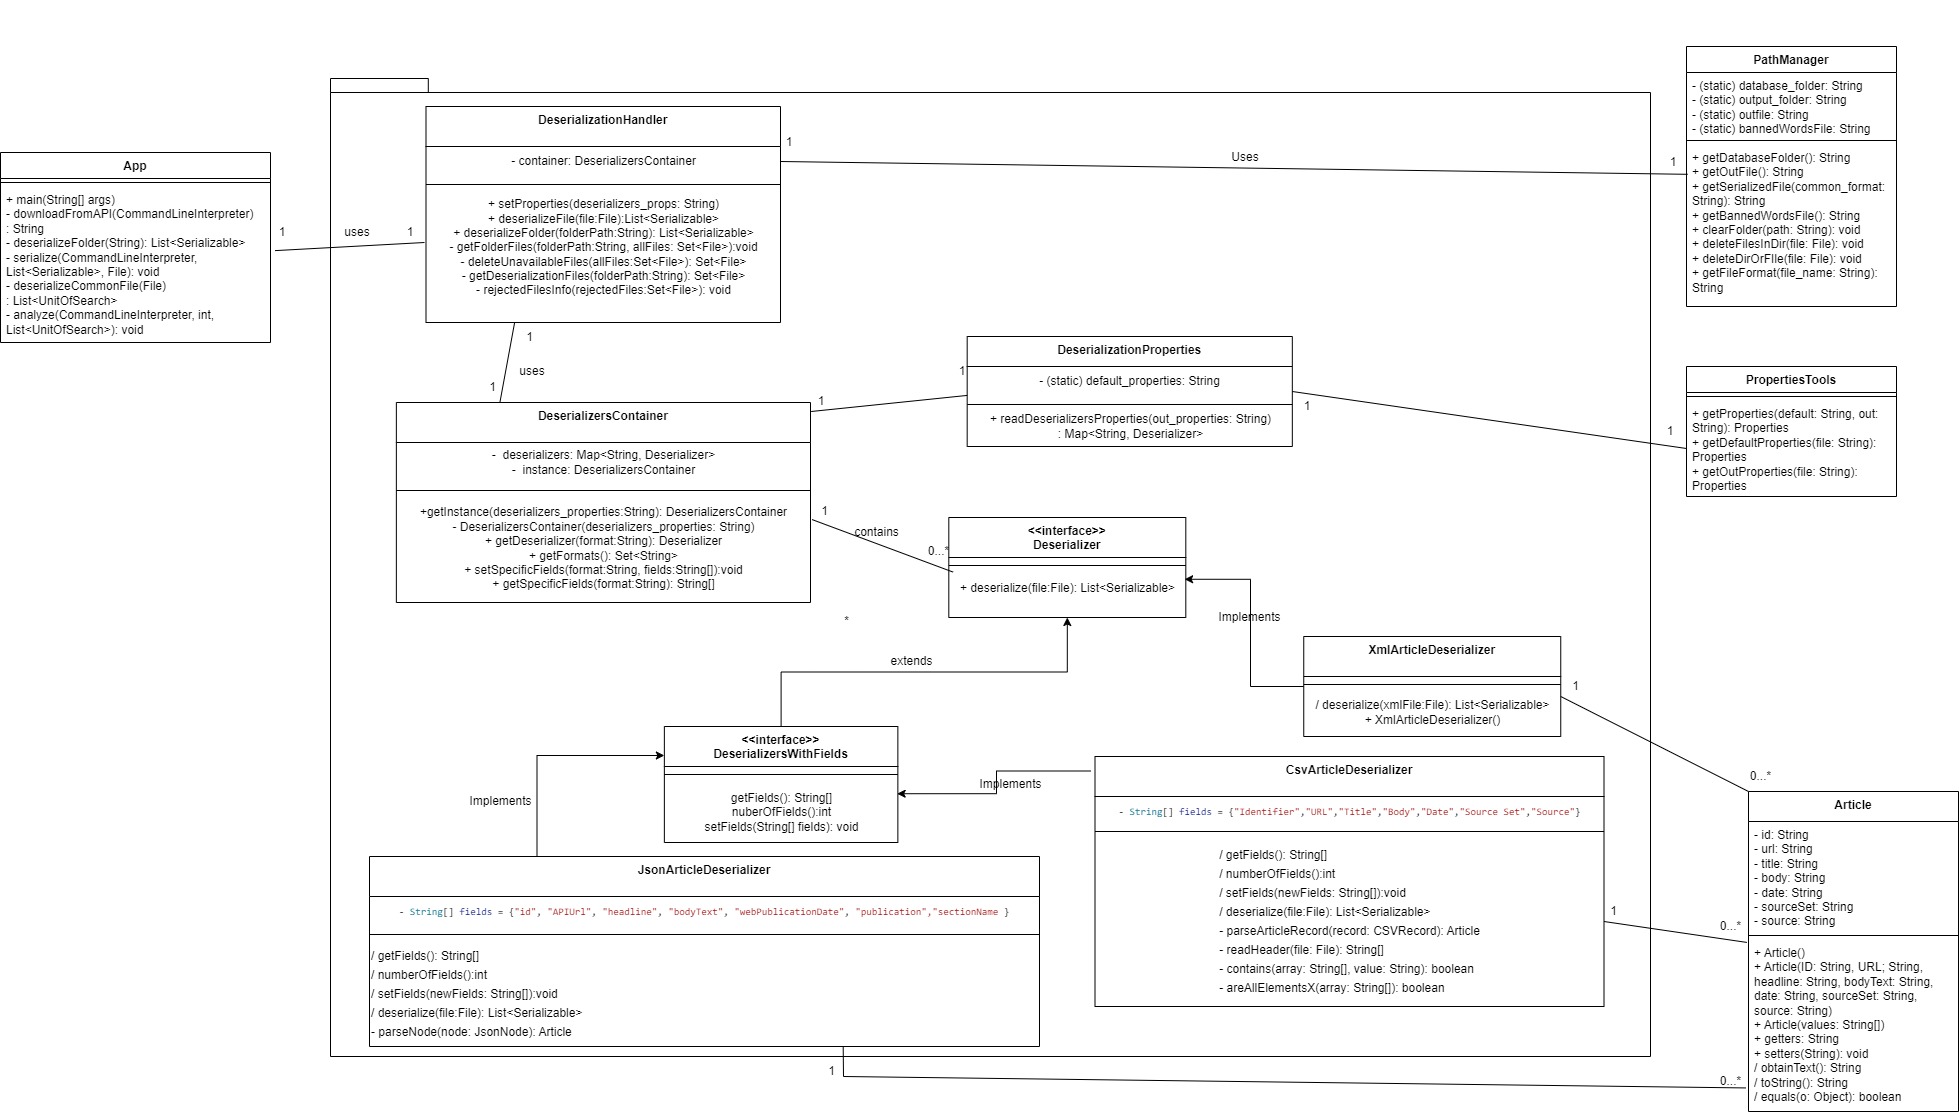 App
+ main(String[] args)
- downloadFromAPI(CommandLineInterpreter)
: String
- deserializeFolder(String): List<Serializable>
- serialize(CommandLineInterpreter,
List<Serializable>, File): void
- deserializeCommonFile(File)
: List<UnitOfSearch>
- analyze(CommandLineInterpreter, int,
List<UnitOfSearch>): void
1
uses
1
DeserializationHandler
- container: DeserializersContainer
+ setProperties(deserializers_props: String)
+ deserializeFile(file:File):List<Serializable>
+ deserializeFolder(folderPath:String): List<Serializable>
- getFolderFiles(folderPath:String, allFiles: Set<File>):void
- deleteUnavailableFiles(allFiles:Set<File>): Set<File>
- getDeserializationFiles(folderPath:String): Set<File>
- rejectedFilesInfo(rejectedFiles:Set<File>): void
1
Uses
1
PathManager
- (static) database_folder: String
- (static) output_folder: String
- (static) outfile: String
- (static) bannedWordsFile: String
+ getDatabaseFolder(): String
+ getOutFile(): String
+ getSerializedFile(common_format:
String): String
+ getBannedWordsFile(): String
+ clearFolder(path: String): void
+ deleteFilesInDir(file: File): void
+ deleteDirOrFIle(file: File): void
+ getFileFormat(file_name: String):
String
1
uses
1
DeserializersContainer
- deserializers: Map<String, Deserializer>
- instance: DeserializersContainer
+getInstance(deserializers_properties:String): DeserializersContainer
- DeserializersContainer(deserializers_properties: String)
+ getDeserializer(format:String): Deserializer
+ getFormats(): Set<String>
+ setSpecificFields(format:String, fields:String[]):void
+ getSpecificFields(format:String): String[]
1
1
DeserializationProperties
- (static) default_properties: String
+ readDeserializersProperties(out_properties: String)
: Map<String, Deserializer>
1
1
PropertiesTools
+ getProperties(default: String, out:
String): Properties
+ getDefaultProperties(file: String):
Properties
+ getOutProperties(file: String):
Properties
1
contains
0...*
<<interface>>
Deserializer
+ deserialize(file:File): List<Serializable>
*
extends
Implements
XmlArticleDeserializer
/ deserialize(xmlFile:File): List<Serializable>
+ XmlArticleDeserializer()
1
0...*
<<interface>>
DeserializersWithFields
getFields(): String[]
nuberOfFields():int
setFields(String[] fields): void
Implements
Implements
CsvArticleDeserializer
- String[] fields = {"Identifier","URL","Title","Body","Date","Source Set","Source"}
/ getFields(): String[]
/ numberOfFields():int
/ setFields(newFields: String[]):void
/ deserialize(file:File): List<Serializable>
- parseArticleRecord(record: CSVRecord): Article
- readHeader(file: File): String[]
- contains(array: String[], value: String): boolean
- areAllElementsX(array: String[]): boolean
1
0...*
JsonArticleDeserializer
- String[] fields = {"id", "APIUrl", "headline", "bodyText", "webPublicationDate", "publication","sectionName }
/ getFields(): String[]
/ numberOfFields():int
/ setFields(newFields: String[]):void
/ deserialize(file:File): List<Serializable>
- parseNode(node: JsonNode): Article
1
0...*
Article
- id: String
- url: String
- title: String
- body: String
- date: String
- sourceSet: String
- source: String
+ Article()
+ Article(ID: String, URL; String,
headline: String, bodyText: String,
date: String, sourceSet: String,
source: String)
+ Article(values: String[])
+ getters: String
+ setters(String): void
/ obtainText(): String
/ toString(): String
/ equals(o: Object): boolean